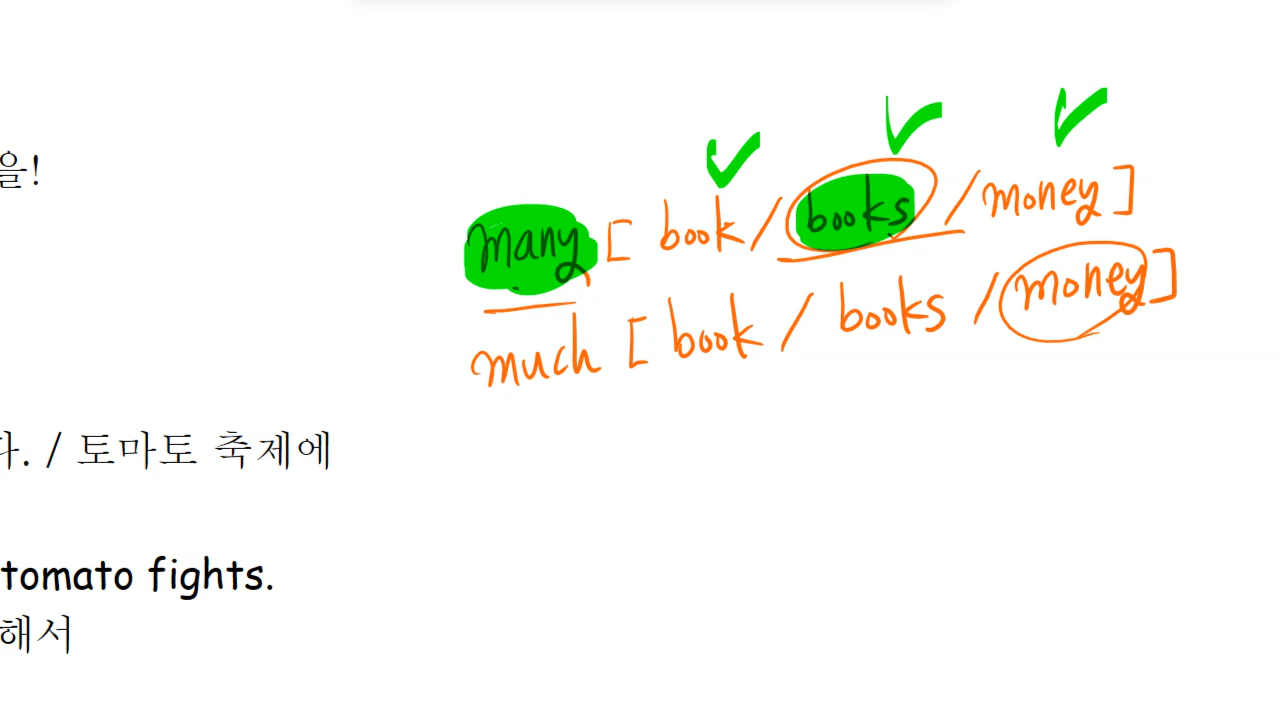 을!
many [ book / books / money ]
much [ book / books / money ]
다. / 토마토 축제에
tomato fights.
해서